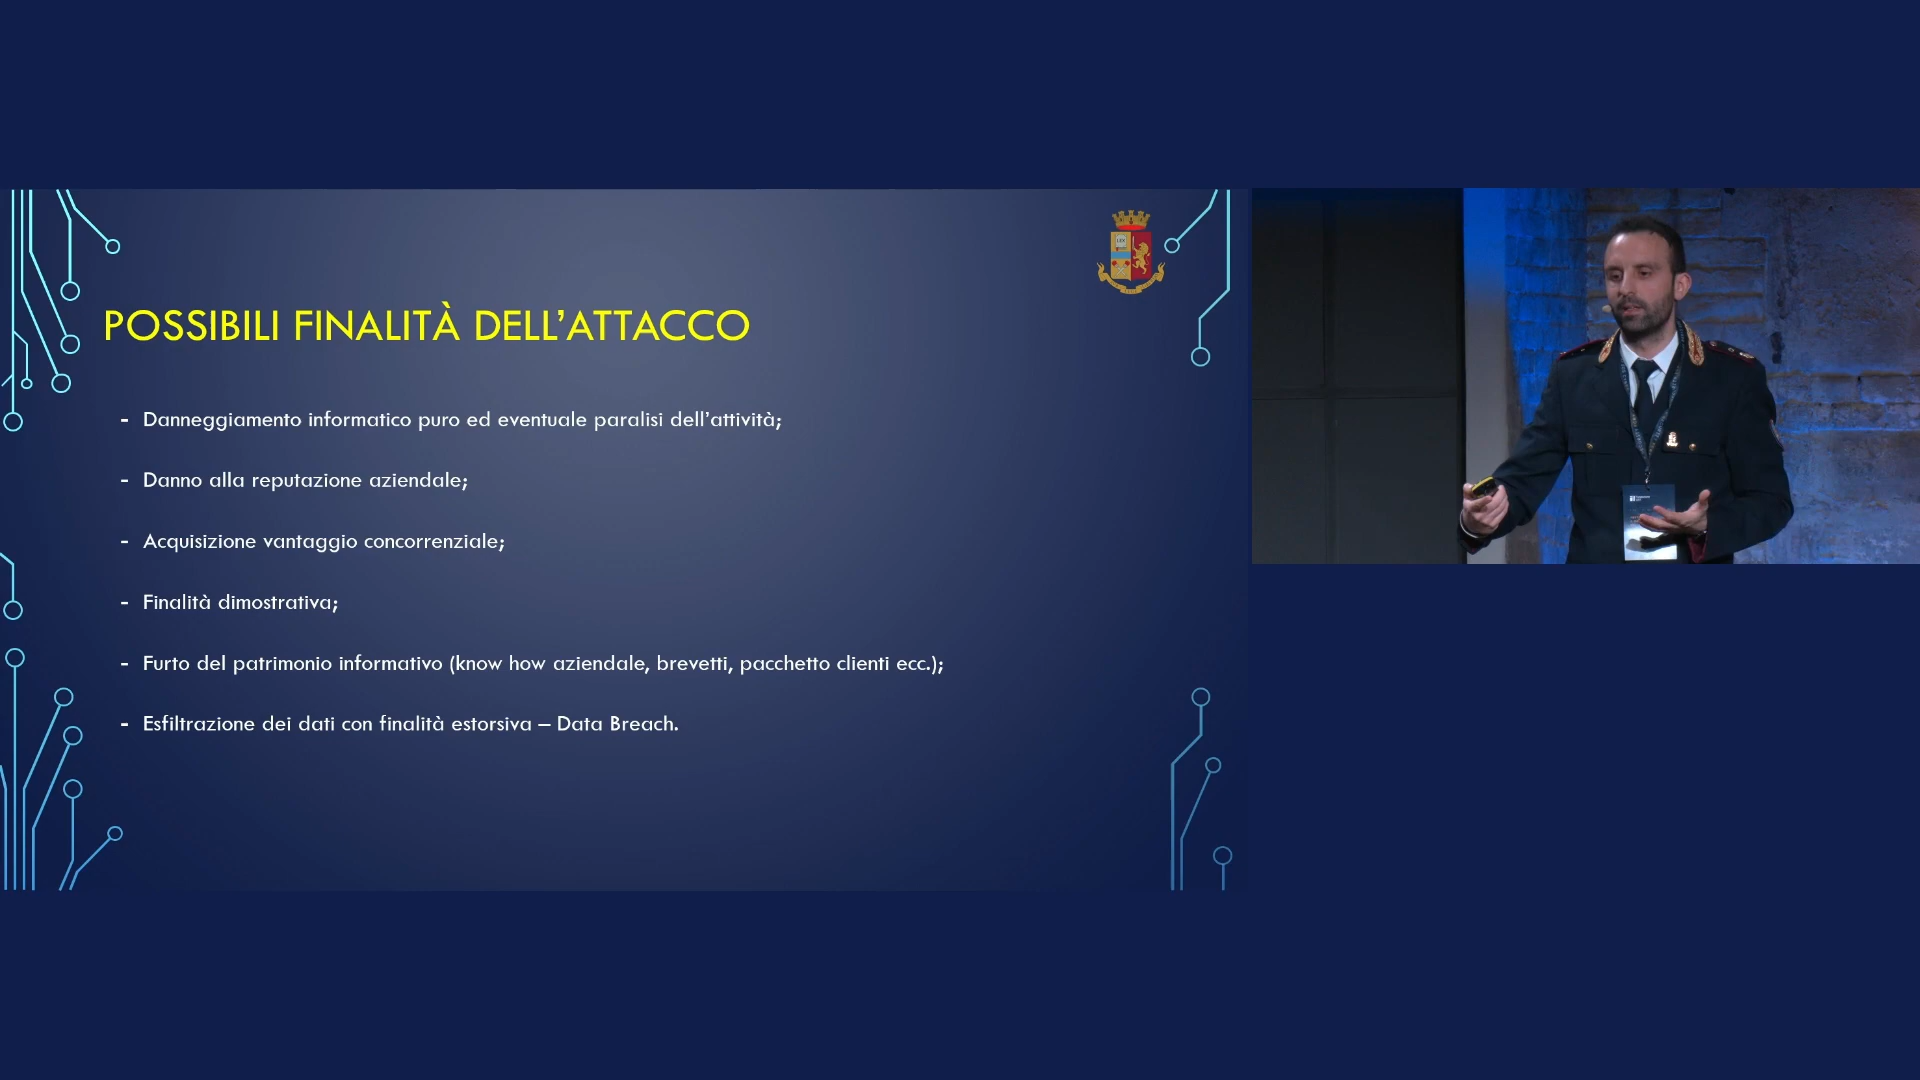 POSSIBILI FINALITÀ DELL'ATTACCO
- Danneggiamento informatico puro ed eventuale paralisi dell'attività;
- Danno alla reputazione aziendale;
- Acquisizione vantaggio concorrenziale;
- Finalità dimostrativa;
- Furto del patrimonio informativo (know how aziendale, brevetti, pacchetto clienti ecc.);
- Esfiltrazione dei dati con finalità estorsiva – Data Breach.